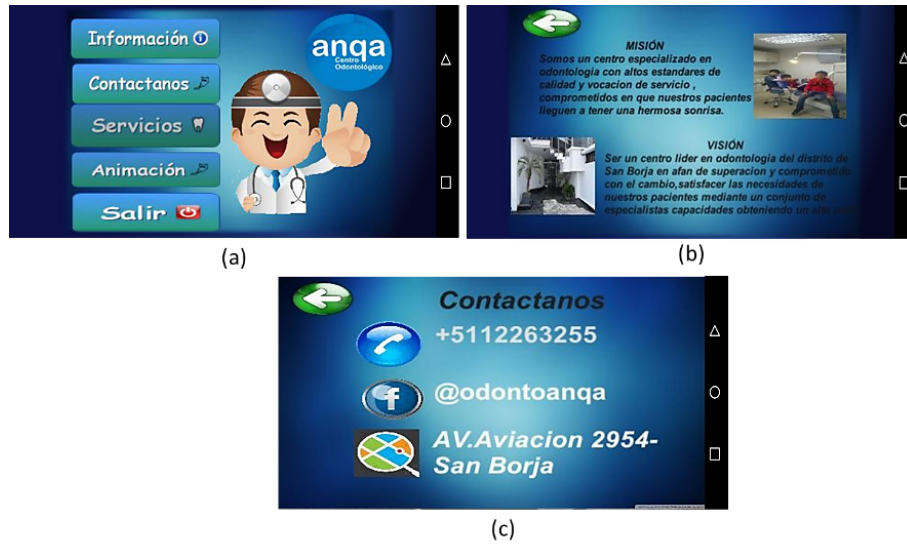 Información
Contactanos
Servicios
Animación
Salir
anqa
Centro
Odontológico
(a)
MISIÓN
Somos un centro especializado en
odontologia con altos estandares de
calidad y vocacion de servicio ,
comprometidos en que nuestros pacientes
lleguen a tener una hermosa sonrisa.
VISIÓN
Ser un centro lider en odontologia del distrito de
San Borja en afan de superacion y comprometido
con el cambio,satisfacer las necesidades de
nuestros pacientes mediante un conjunto de
especialistas capacidades obteniendo un alto
(b)
Contactanos
+5112263255
@odontoanqa
AV.Aviacion 2954-
San Borja
(c)